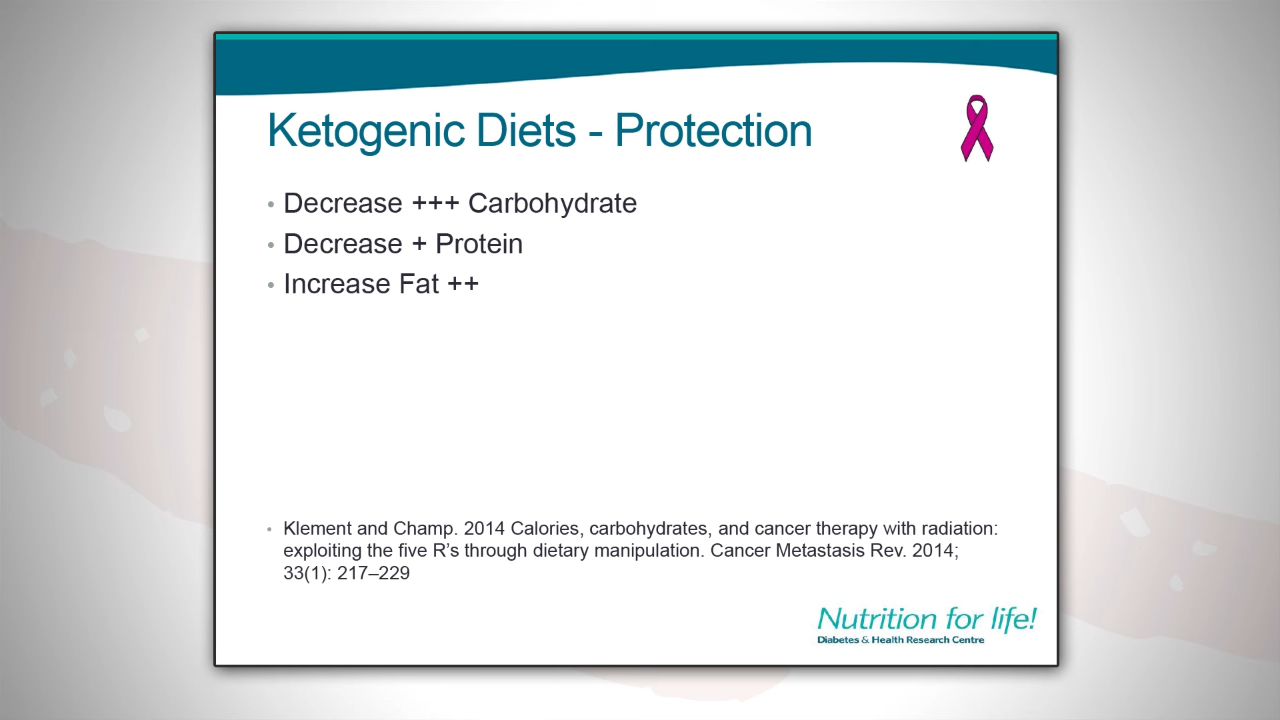 Ketogenic Diets - Protection
• Decrease +++ Carbohydrate
• Decrease + Protein
• Increase Fat ++
• Klement and Champ. 2014 Calories, carbohydrates, and cancer therapy with radiation:
exploiting the five R’s through dietary manipulation. Cancer Metastasis Rev. 2014;
33(1): 217–229
Nutrition for life!
Diabetes & Health Research Centre